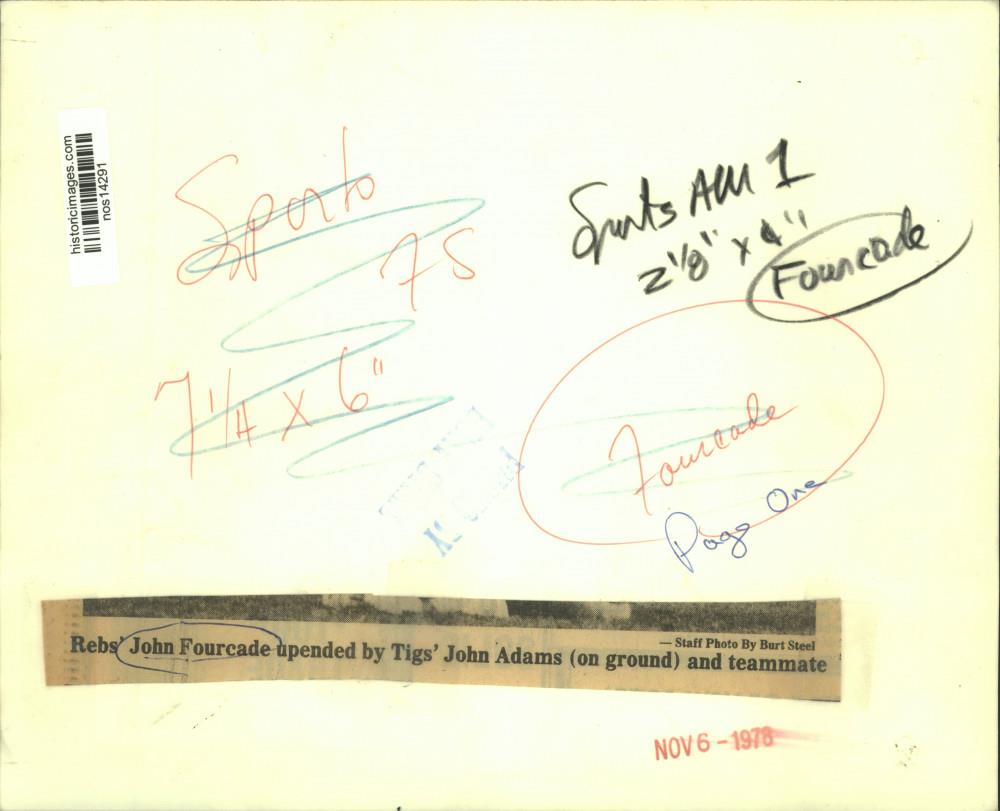 historicimages.com
nos14291
Sports
75
7 1/4 X 6"
Sports AM 1
2 1/8" x 4"
Fourcade
Fourcade
Page One
— Staff Photo By Burt Steel
Rebs' John Fourcade upended by Tigs' John Adams (on ground) and teammate
NOV 6 - 1978